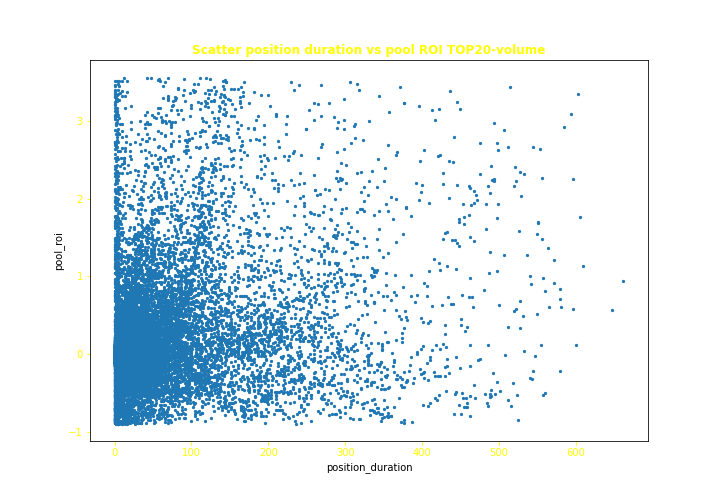 Scatter position duration vs pool ROI TOP20-volume
3
2
1
0
−1
pool_roi
0 100 200 300 400 500 600
position_duration